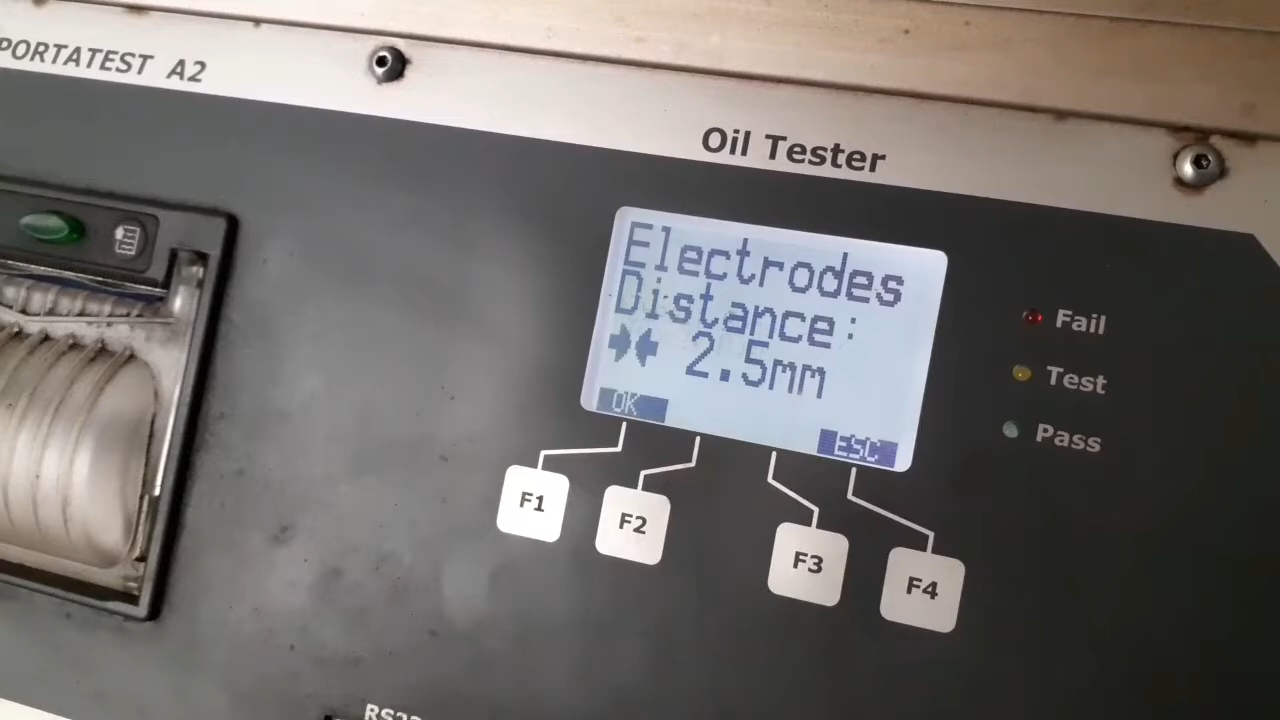 PORTATEST A2
Oil Tester
Electrodes
Distance:
2.5mm
OK
ESC
F1
F2
F3
F4
Fail
Test
Pass